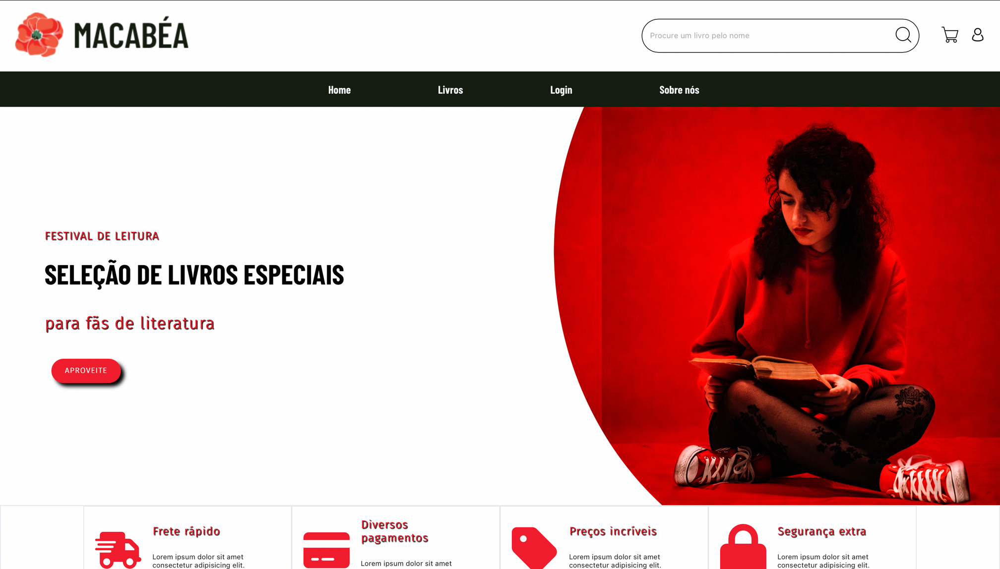 MACABÉA
Procure um livro pelo nome
Home Livros Login Sobre nós
FESTIVAL DE LEITURA
SELEÇÃO DE LIVROS ESPECIAIS
para fãs de literatura
APROVEITE
Frete rápido
Lorem ipsum dolor sit amet
consectetur adipisicing elit.
Diversos
pagamentos
Lorem ipsum dolor sit amet
Preços incríveis
Lorem ipsum dolor sit amet
consectetur adipisicing elit.
Segurança extra
Lorem ipsum dolor sit amet
consectetur adipisicing elit.